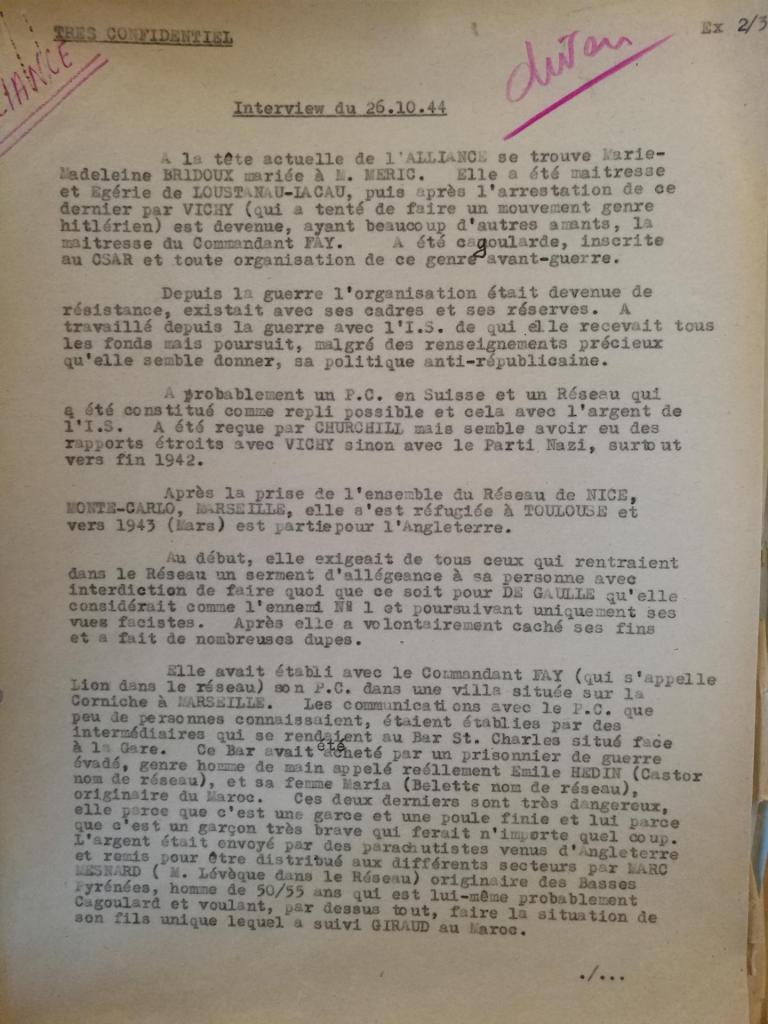 TRES CONFIDENTIEL
Ex 2/3
LIANCE
Interview du 26.10.44
A la tête actuelle de l'ALLIANCE se trouve Marie-
Madeleine BRIDOUX mariée à M. MERIC. Elle a été maitresse
et Egérie de LOUSTANAU-LACAU, puis après l'arrestation de ce
dernier par VICHY (qui a tenté de faire un mouvement genre
hitlérien) est devenue, ayant beaucoup d'autres amants, la
maitresse du Commandant FAY. A été cagoularde, inscrite
au CSAR et toute organisation de ce genre avant-guerre.
Depuis la guerre l'organisation était devenue de
résistance, existait avec ses cadres et ses réserves. A
travaillé depuis la guerre avec l'I.S. de qui elle recevait tous
les fonds mais poursuit, malgré des renseignements précieux
qu'elle semble donner, sa politique anti-républicaine.
A probablement un P.C. en Suisse et un Réseau qui
a été constitué comme repli possible et cela avec l'argent de
l'I.S. A été reçue par CHURCHILL mais semble avoir eu des
rapports étroits avec VICHY sinon avec le Parti Nazi, surtout
vers fin 1942.
Après la prise de l'ensemble du Réseau de NICE,
MONTE-CARLO, MARSEILLE, elle s'est réfugiée à TOULOUSE et
vers 1943 (Mars) est partie pour l'Angleterre.
Au début, elle exigeait de tous ceux qui rentraient
dans le Réseau un serment d'allégeance à sa personne avec
interdiction de faire quoi que ce soit pour DE GAULLE qu'elle
considérait comme l'ennemi Nº 1 et poursuivant uniquement ses
vues facistes. Après elle a volontairement caché ses fins
et a fait de nombreuses dupes.
Elle avait établi avec le Commandant FAY (qui s'appelle
Lion dans le réseau) son P.C. dans une villa située sur la
Corniche à MARSEILLE. Les communications avec le P.C. que
peu de personnes connaissaient, étaient établies par des
intermédiaires qui se rendaient au Bar St. Charles situé face
à la Gare. Ce Bar avait été acheté par un prisonnier de guerre
évadé, genre homme de main appelé reéllement Emile HEDIN (Castor
nom de réseau), et sa femme Maria (Belette nom de réseau),
originaire du Maroc. Ces deux derniers sont très dangereux,
elle parce que c'est une garce et une poule finie et lui parce
que c'est un garçon très brave qui ferait n'importe quel coup.
L'argent était envoyé par des parachutistes venus d'Angleterre
et remis pour être distribué aux différents secteurs par MARC
MESNARD ( M. Lévèque dans le Réseau) originaire des Basses
Pyrénées, homme de 50/55 ans qui est lui-même probablement
Cagoulard et voulant, par dessus tout, faire la situation de
son fils unique lequel a suivi GIRAUD au Maroc.
./...